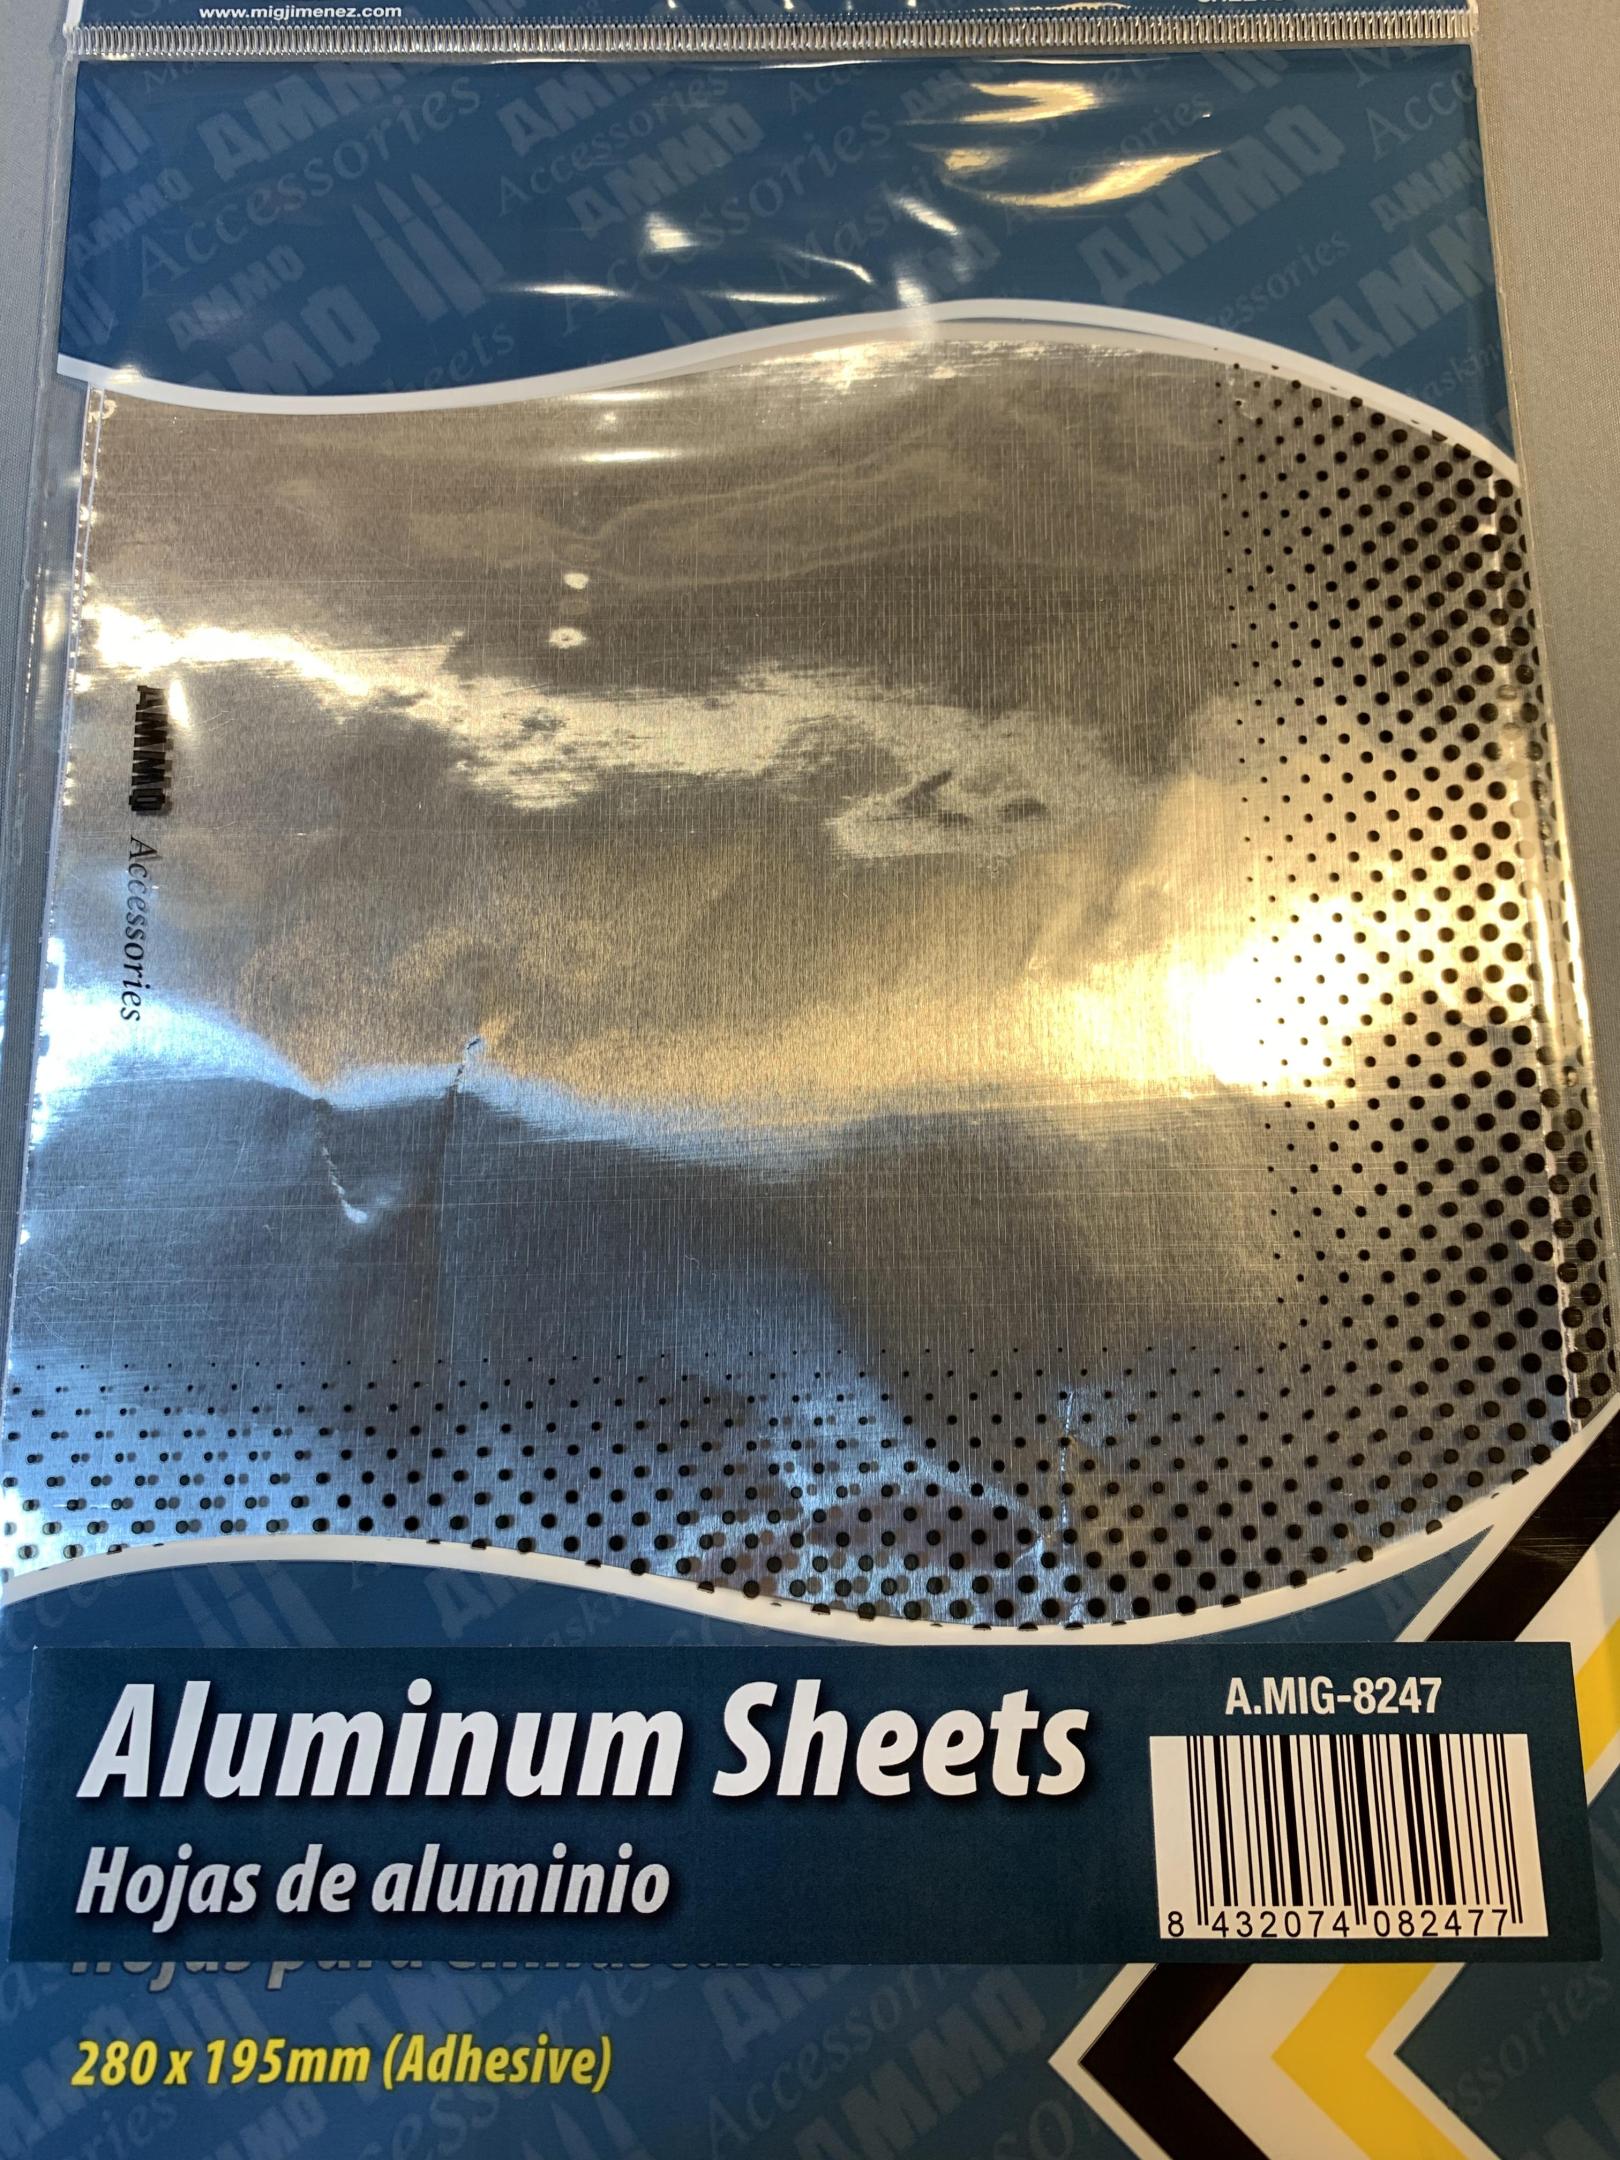 www.migjimenez.com
AMMO Accessories
Aluminum Sheets
Hojas de aluminio
A.MIG-8247
8 432074 082477
280 x 195mm (Adhesive)